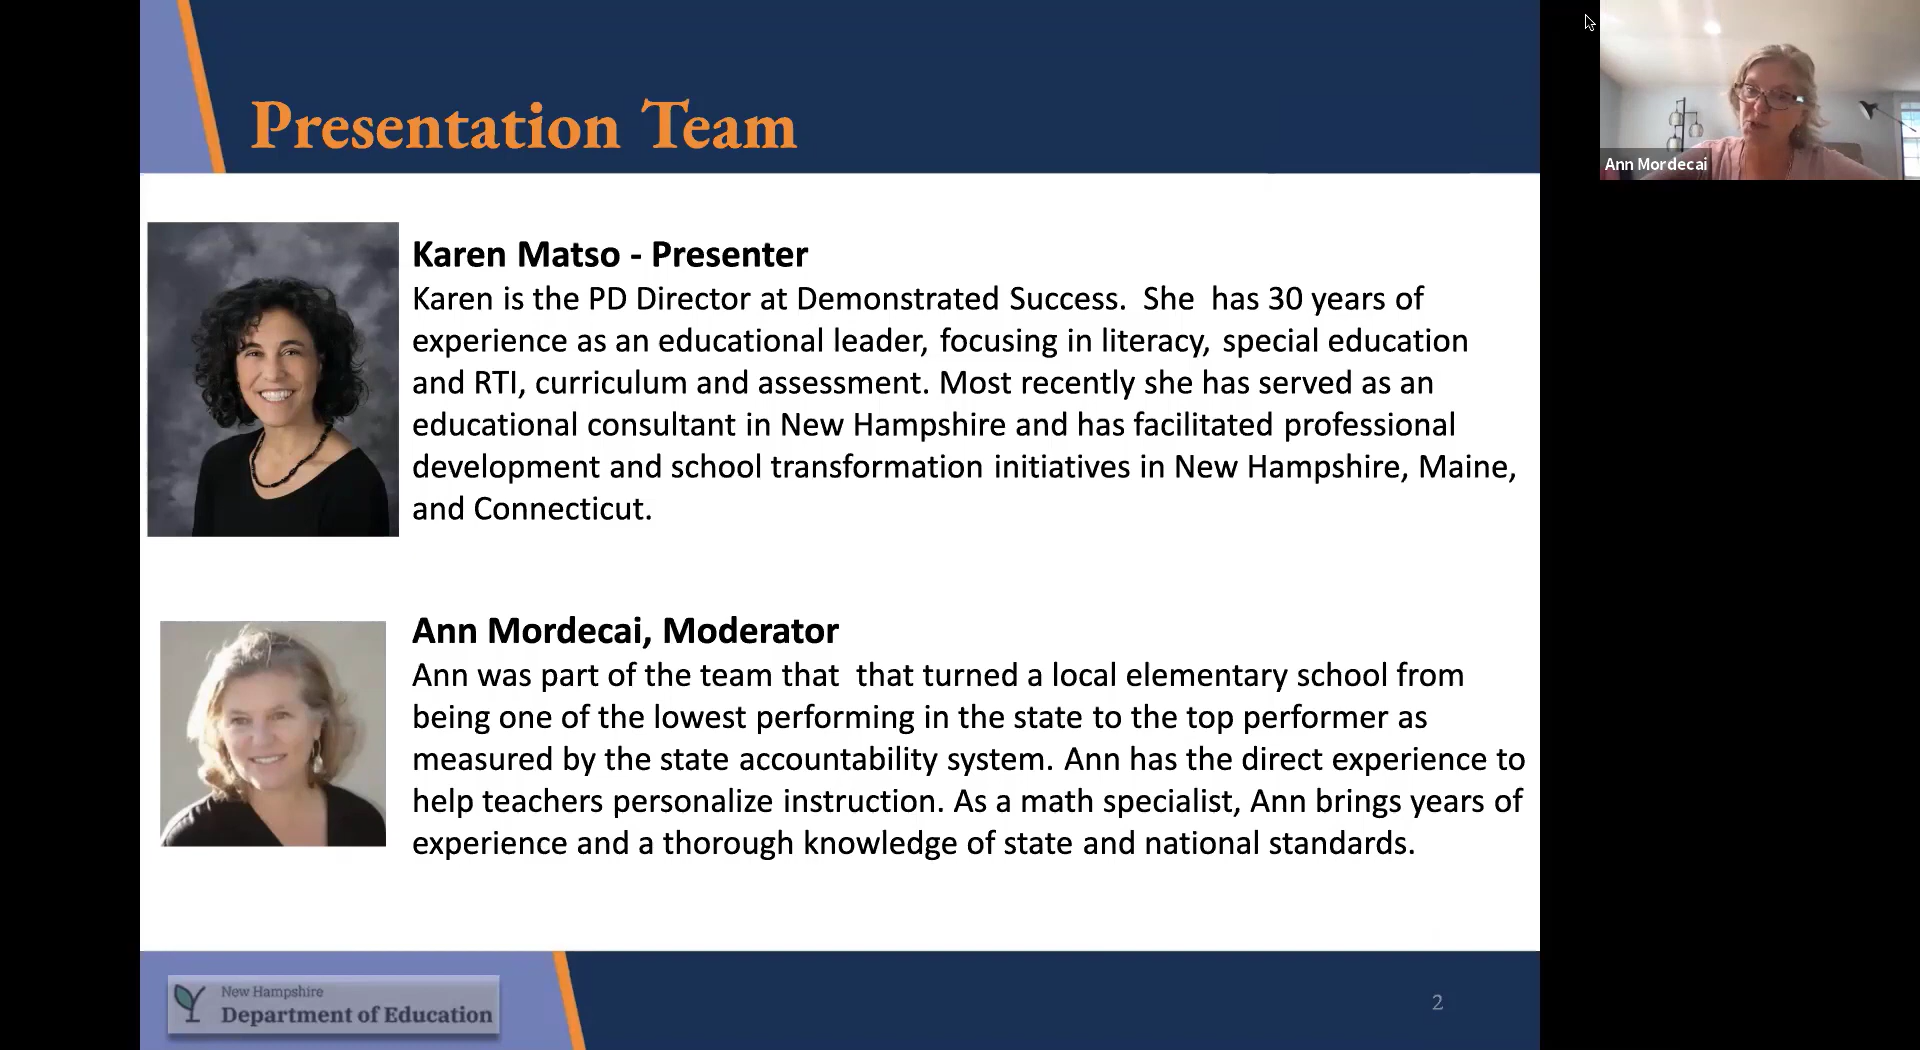 Presentation Team
Ann Mordecai
Karen Matso - Presenter
Karen is the PD Director at Demonstrated Success.  She  has 30 years of
experience as an educational leader, focusing in literacy, special education
and RTI, curriculum and assessment. Most recently she has served as an
educational consultant in New Hampshire and has facilitated professional
development and school transformation initiatives in New Hampshire, Maine,
and Connecticut.
Ann Mordecai, Moderator
Ann was part of the team that  that turned a local elementary school from
being one of the lowest performing in the state to the top performer as
measured by the state accountability system. Ann has the direct experience to
help teachers personalize instruction. As a math specialist, Ann brings years of
experience and a thorough knowledge of state and national standards.
New Hampshire
Department of Education
2